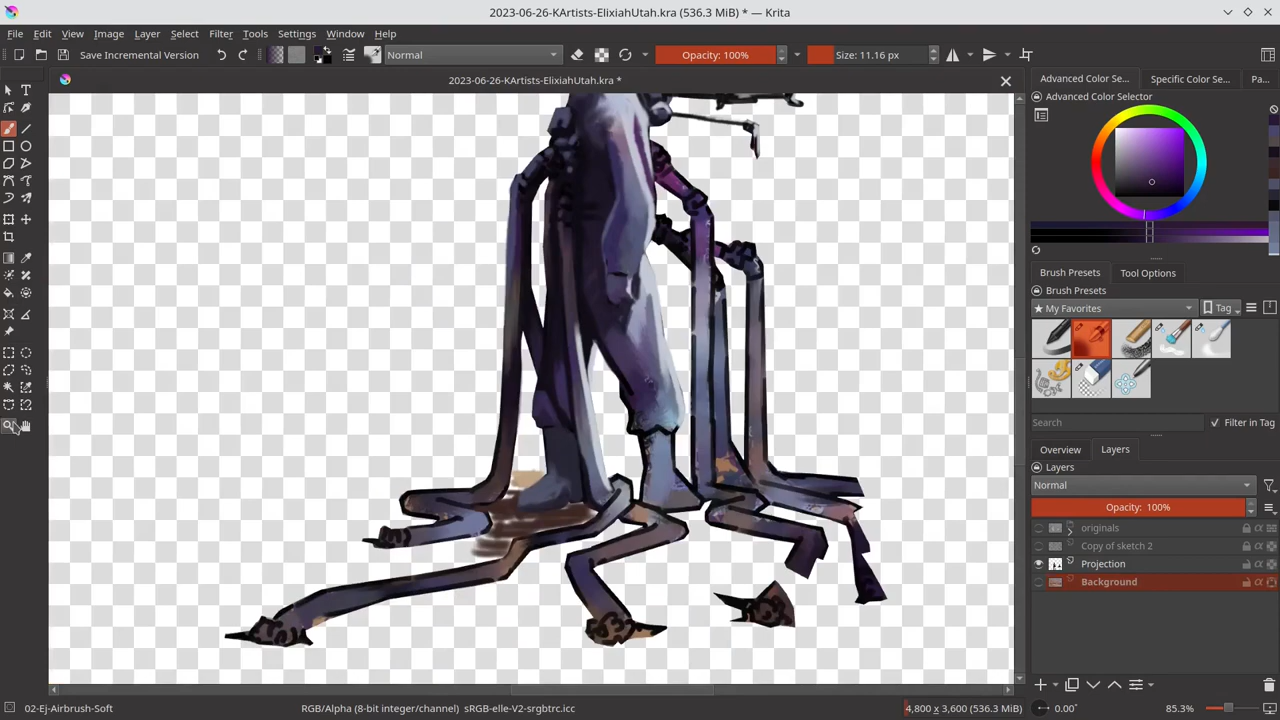 2023-06-26-KArtists-ElixiahUtah.kra (536.3 MiB) * — Krita
File Edit View Image Layer Select Filter Tools Settings Window Help
Save Incremental Version Normal Opacity: 100% Size: 11.16 px
2023-06-26-KArtists-ElixiahUtah.kra *
Advanced Color Se... Specific Color Se... Pa...
Advanced Color Selector
Brush Presets Tool Options
Brush Presets
★ My Favorites Tag
Search Filter in Tag
Overview Layers
Layers
Normal
Opacity: 100%
originals
Copy of sketch 2
Projection
Background
02-Ej-Airbrush-Soft RGB/Alpha (8-bit integer/channel) sRGB-elle-V2-srgbtrc.icc 4,800 x 3,600 (536.3 MiB) 0.00° 85.3%